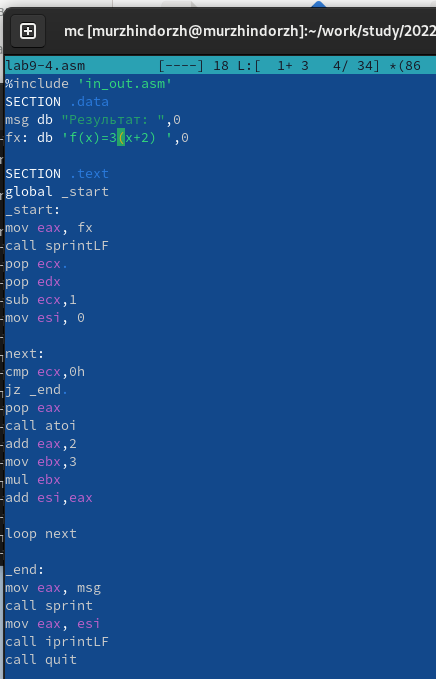 mc [murzhindorzh@murzhindorzh]:~/work/study/2022
lab9-4.asm [----] 18 L:[ 1+ 3 4/ 34] *(86
%include 'in_out.asm'
SECTION .data
msg db "Результат: ",0
fx: db 'f(x)=3(x+2) ',0
SECTION .text
global _start
_start:
mov eax, fx
call sprintLF
pop ecx.
pop edx
sub ecx,1
mov esi, 0
next:
cmp ecx,0h
jz _end.
pop eax
call atoi
add eax,2
mov ebx,3
mul ebx
add esi,eax
loop next
_end:
mov eax, msg
call sprint
mov eax, esi
call iprintLF
call quit